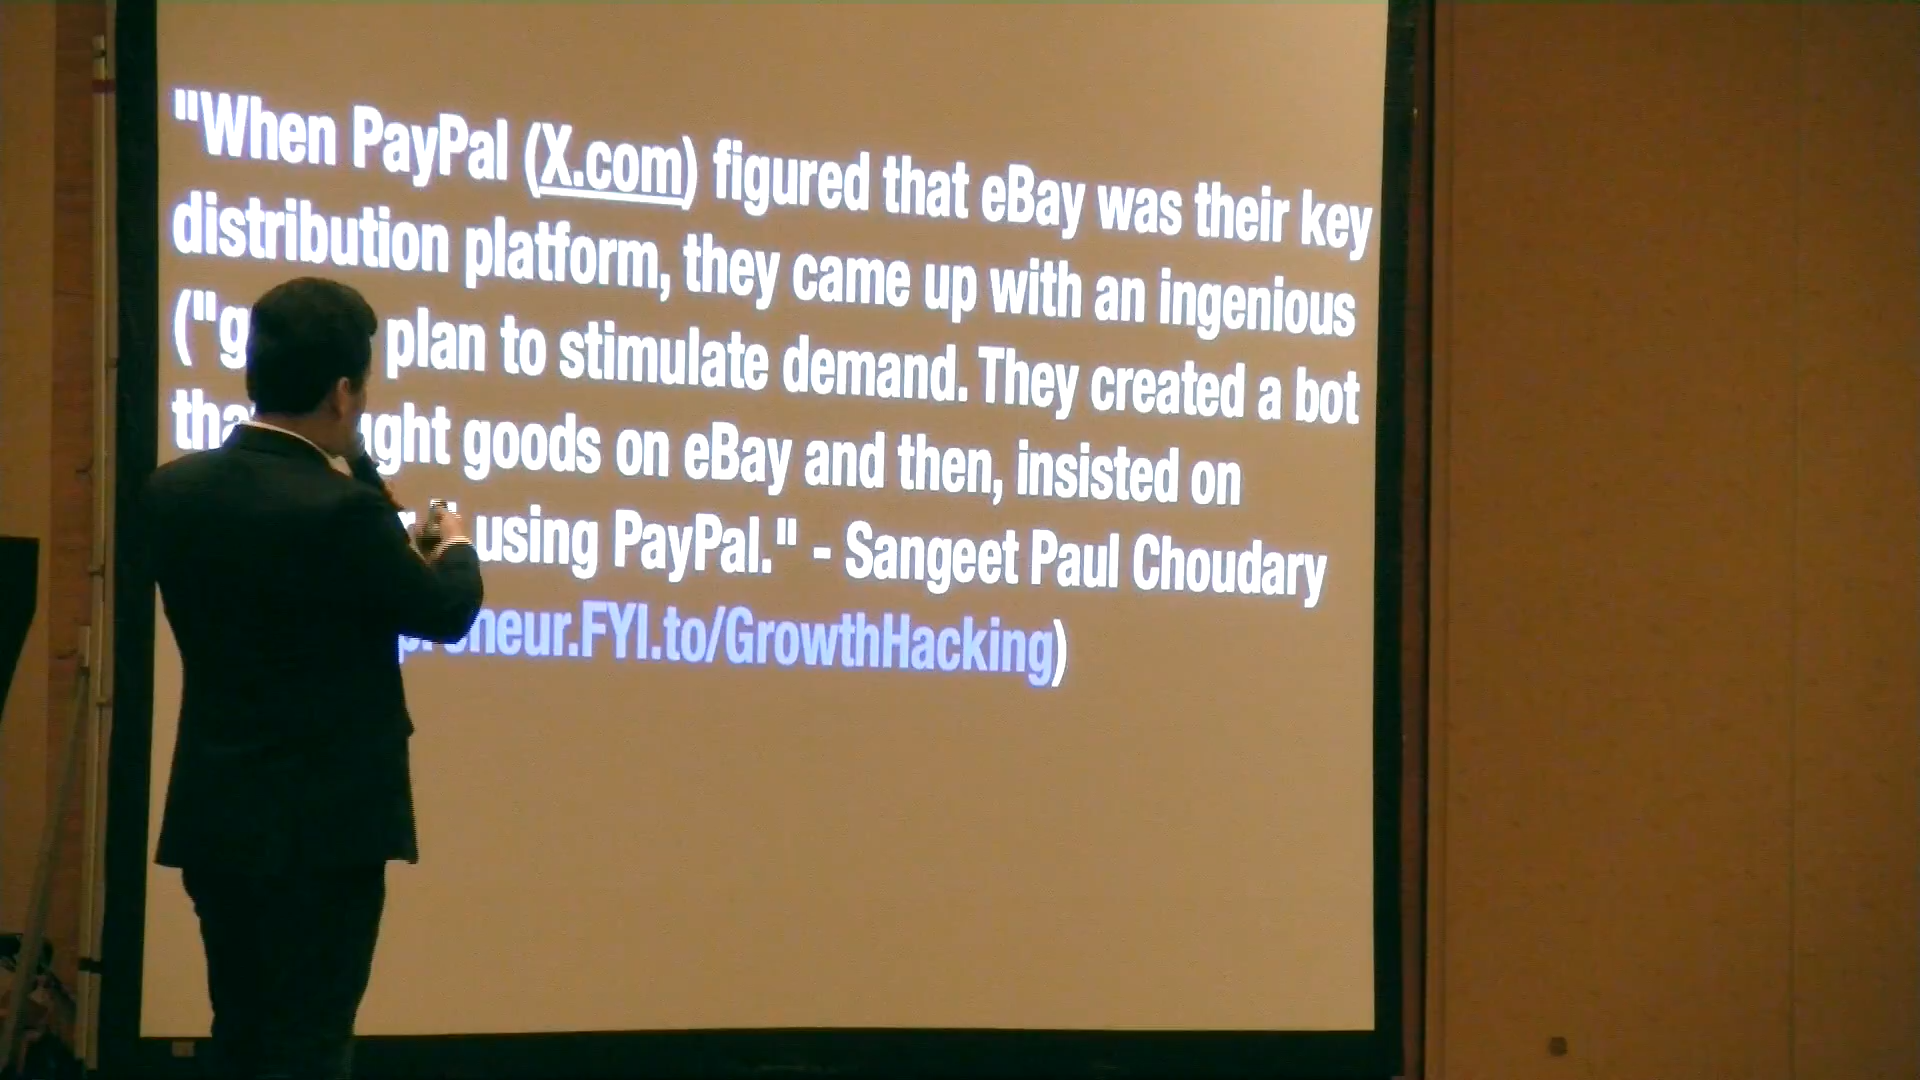 "When PayPal (X.com) figured that eBay was their key
distribution platform, they came up with an ingenious
plan to stimulate demand. They created a bot
goods on eBay and then, insisted on
using PayPal." - Sangeet Paul Choudary
FYI.to/GrowthHacking)